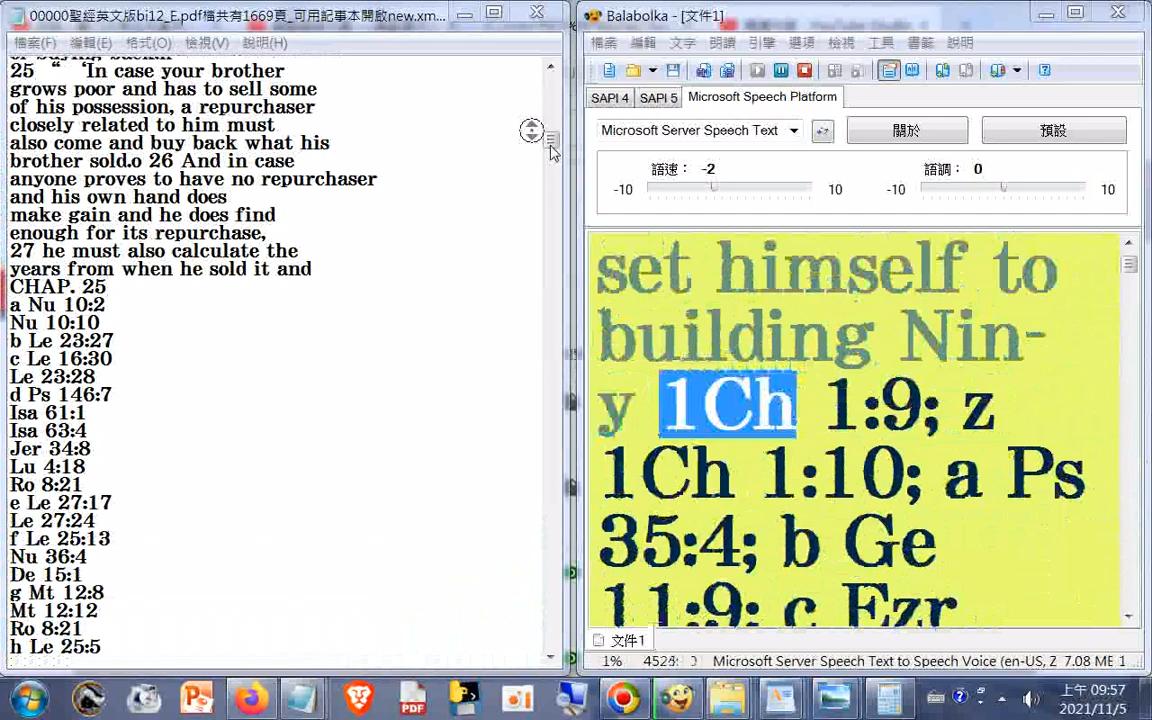 00000聖經英文版bi12_E.pdf檔共有1669頁_可用記事本開啟new.xm...
檔案(F) 編輯(E) 格式(O) 檢視(V) 說明(H)
25 “ ‘In case your brother
grows poor and has to sell some
of his possession, a repurchaser
closely related to him must
also come and buy back what his
brother sold.o 26 And in case
anyone proves to have no repurchaser
and his own hand does
make gain and he does find
enough for its repurchase,
27 he must also calculate the
years from when he sold it and
CHAP. 25
a Nu 10:2
Nu 10:10
b Le 23:27
c Le 16:30
Le 23:28
d Ps 146:7
Isa 61:1
Isa 63:4
Jer 34:8
Lu 4:18
Ro 8:21
e Le 27:17
Le 27:24
f Le 25:13
Nu 36:4
De 15:1
g Mt 12:8
Mt 12:12
Ro 8:21
h Le 25:5
Balabolka - [文件1]
檔案 編輯 文字 朗讀 引擎 選項 檢視 工具 書籤 說明
SAPI 4 SAPI 5 Microsoft Speech Platform
Microsoft Server Speech Text 關於 預設
語速： -2 語調： 0
-10 10 -10 10
set himself to
building Nin-
y 1Ch 1:9; z
1Ch 1:10; a Ps
35:4; b Ge
11:9; c Ezr
文件1
1% Microsoft Server Speech Text to Speech Voice (en-US, Z 7.08 ME 1
PDF
上午 09:57
2021/11/5